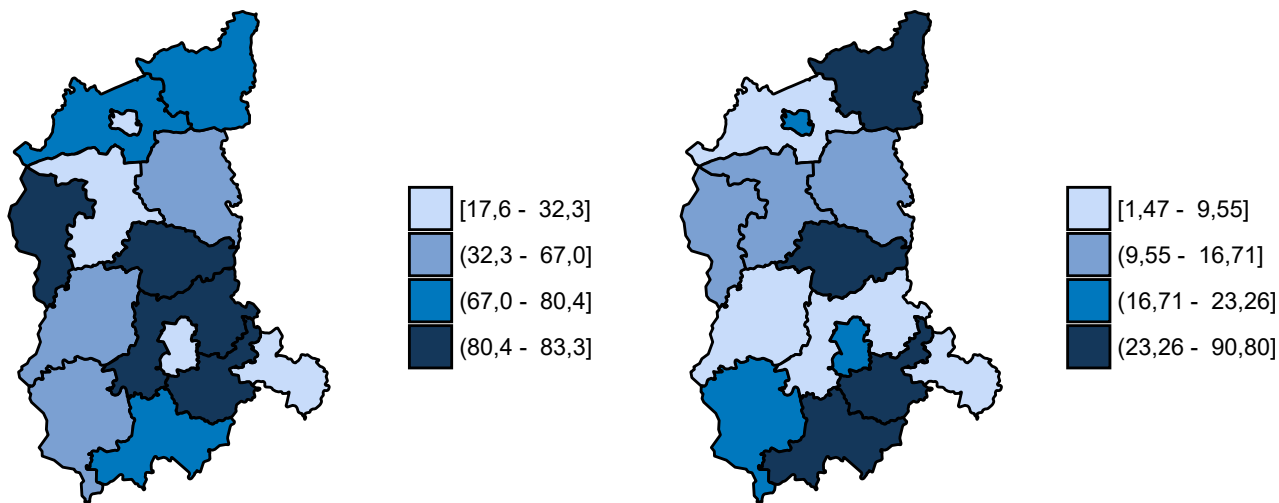 [17,6 - 32,3]
(32,3 - 67,0]
(67,0 - 80,4]
(80,4 - 83,3]
[1,47 - 9,55]
(9,55 - 16,71]
(16,71 - 23,26]
(23,26 - 90,80]